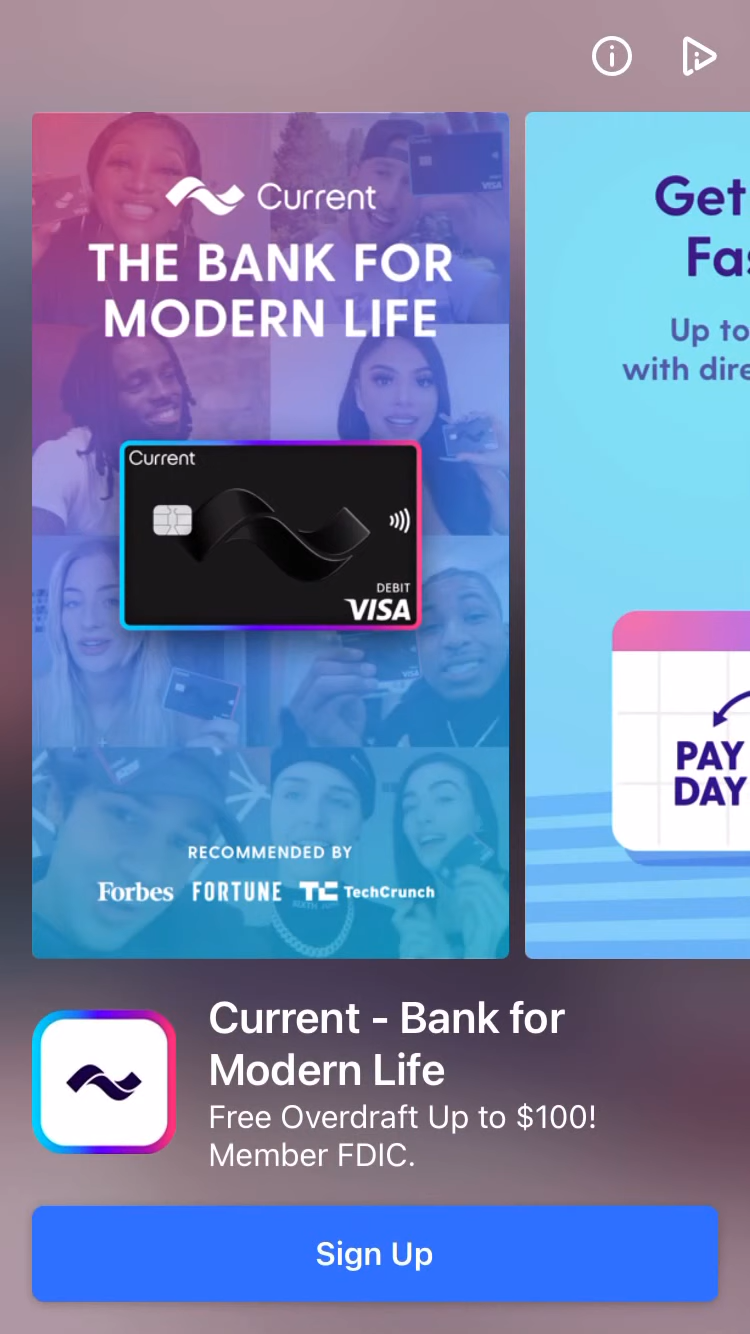 Current
THE BANK FOR
MODERN LIFE
Current
DEBIT
VISA
RECOMMENDED BY
Forbes FORTUNE TC TechCrunch
Get
Up to
with dire
PAY
DAY
Current - Bank for
Modern Life
Free Overdraft Up to $100!
Member FDIC.
Sign Up